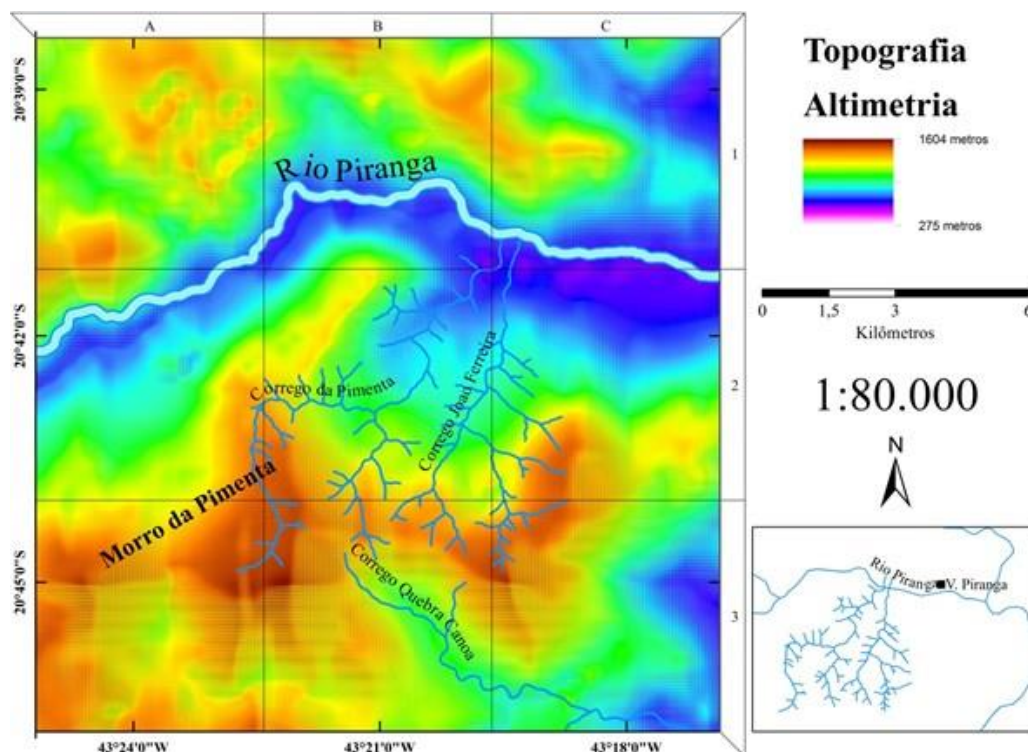 A B C
20°39'0"S
20°42'0"S
20°45'0"S
1
2
3
Rio Piranga
Corrego da Pimenta
Corrego Joao Ferreira
Morro da Pimenta
Corrego Quebra Canoa
43°24'0"W 43°21'0"W 43°18'0"W
Topografia
Altimetria
1604 metros
275 metros
0 1,5 3 6
Kilômetros
1:80.000
N
Rio Piranga V. Piranga